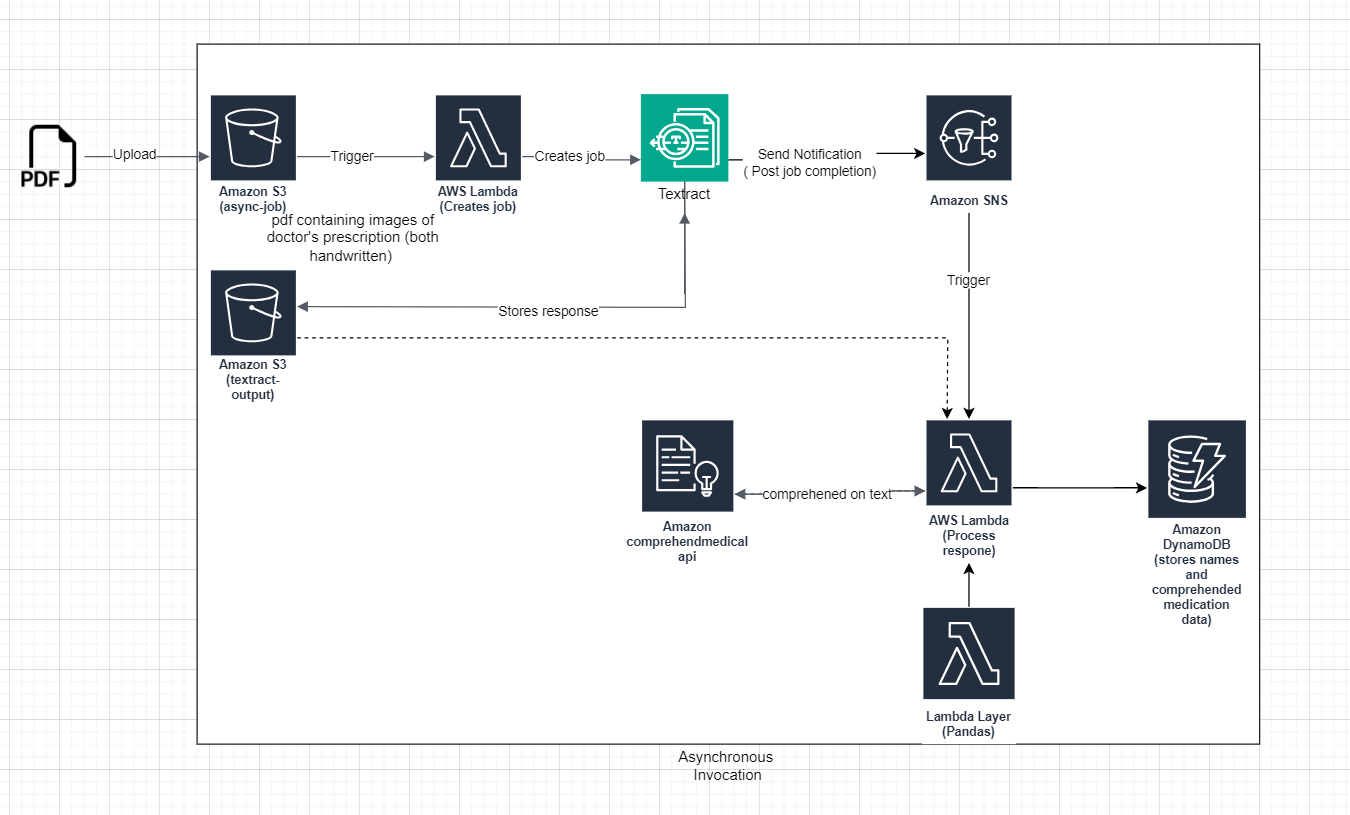 PDF
Upload
Amazon S3
(async-job)
Trigger
AWS Lambda
(Creates job)
Creates job
Textract
Send Notification
( Post job completion)
Amazon SNS
pdf containing images of
doctor's prescription (both
handwritten)
Trigger
Stores response
Amazon S3
(textract-
output)
Amazon
comprehendmedical
api
comprehened on text
AWS Lambda
(Process
respone)
Amazon
DynamoDB
(stores names
and
comprehended
medication
data)
Lambda Layer
(Pandas)
Asynchronous
Invocation